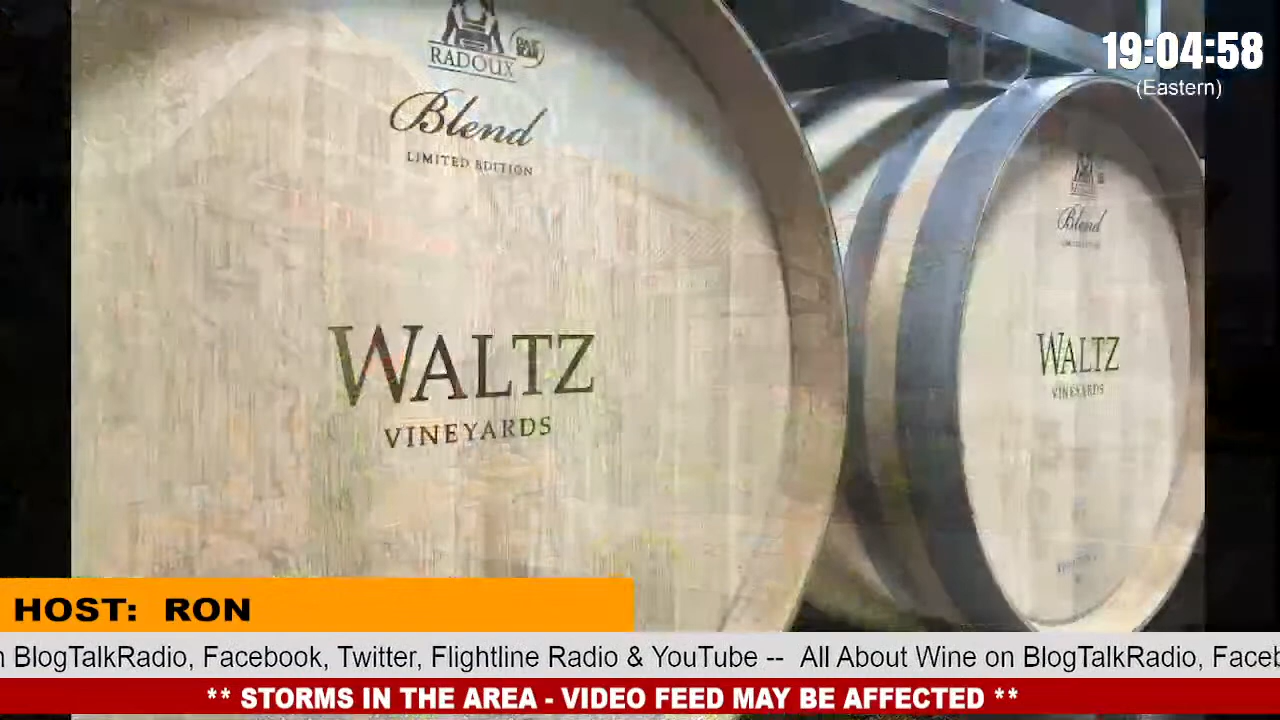 19:04:58
(Eastern)
RADOUX
Blend
LIMITED EDITION
WALTZ
VINEYARDS
Blend
WALTZ
VINEYARDS
HOST: RON
BlogTalkRadio, Facebook, Twitter, Flightline Radio & YouTube -- All About Wine on BlogTalkRadio, Faceb
** STORMS IN THE AREA - VIDEO FEED MAY BE AFFECTED **